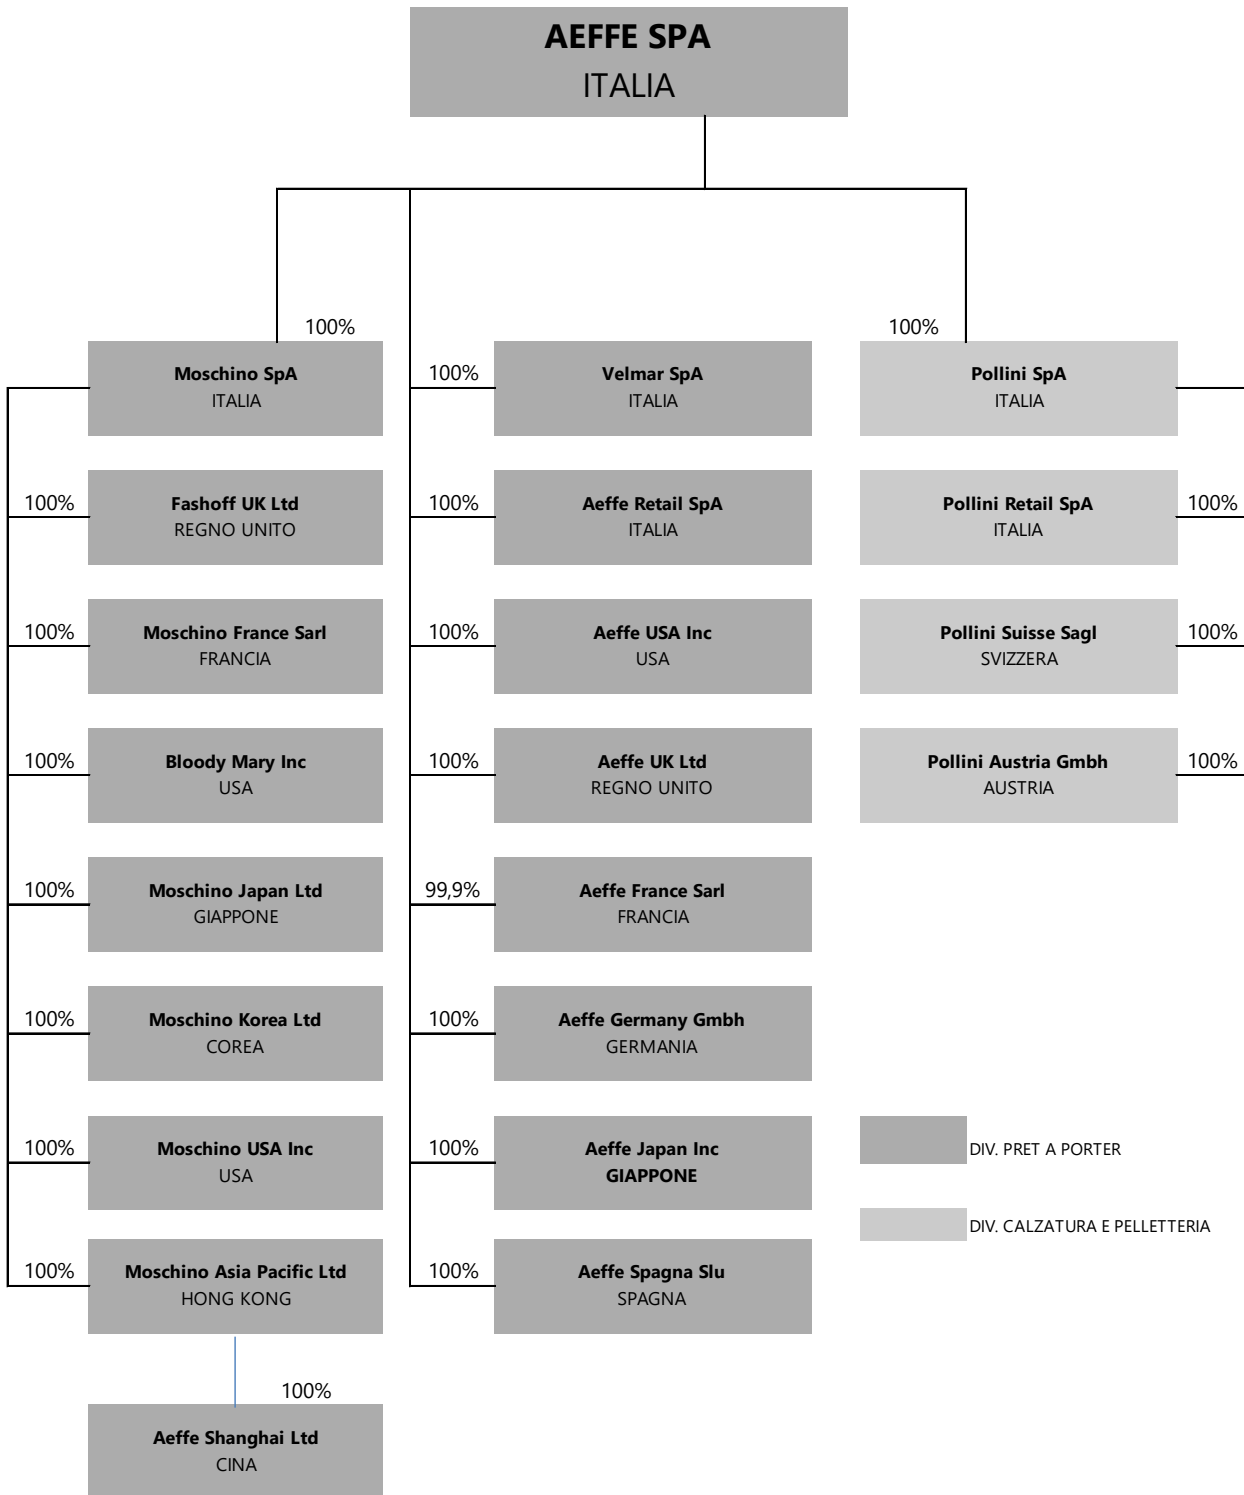 AEFFE SPA
ITALIA
100%
100%
Moschino SpA
ITALIA
100%
Velmar SpA
ITALIA
Pollini SpA
ITALIA
100%
Fashoff UK Ltd
REGNO UNITO
100%
Aeffe Retail SpA
ITALIA
Pollini Retail SpA
ITALIA
100%
100%
Moschino France Sarl
FRANCIA
100%
Aeffe USA Inc
USA
Pollini Suisse Sagl
SVIZZERA
100%
100%
Bloody Mary Inc
USA
100%
Aeffe UK Ltd
REGNO UNITO
Pollini Austria Gmbh
AUSTRIA
100%
100%
Moschino Japan Ltd
GIAPPONE
99,9%
Aeffe France Sarl
FRANCIA
100%
Moschino Korea Ltd
COREA
100%
Aeffe Germany Gmbh
GERMANIA
100%
Moschino USA Inc
USA
100%
Aeffe Japan Inc
GIAPPONE
DIV. PRET A PORTER
DIV. CALZATURA E PELLETTERIA
100%
Moschino Asia Pacific Ltd
HONG KONG
100%
Aeffe Spagna Slu
SPAGNA
100%
Aeffe Shanghai Ltd
CINA